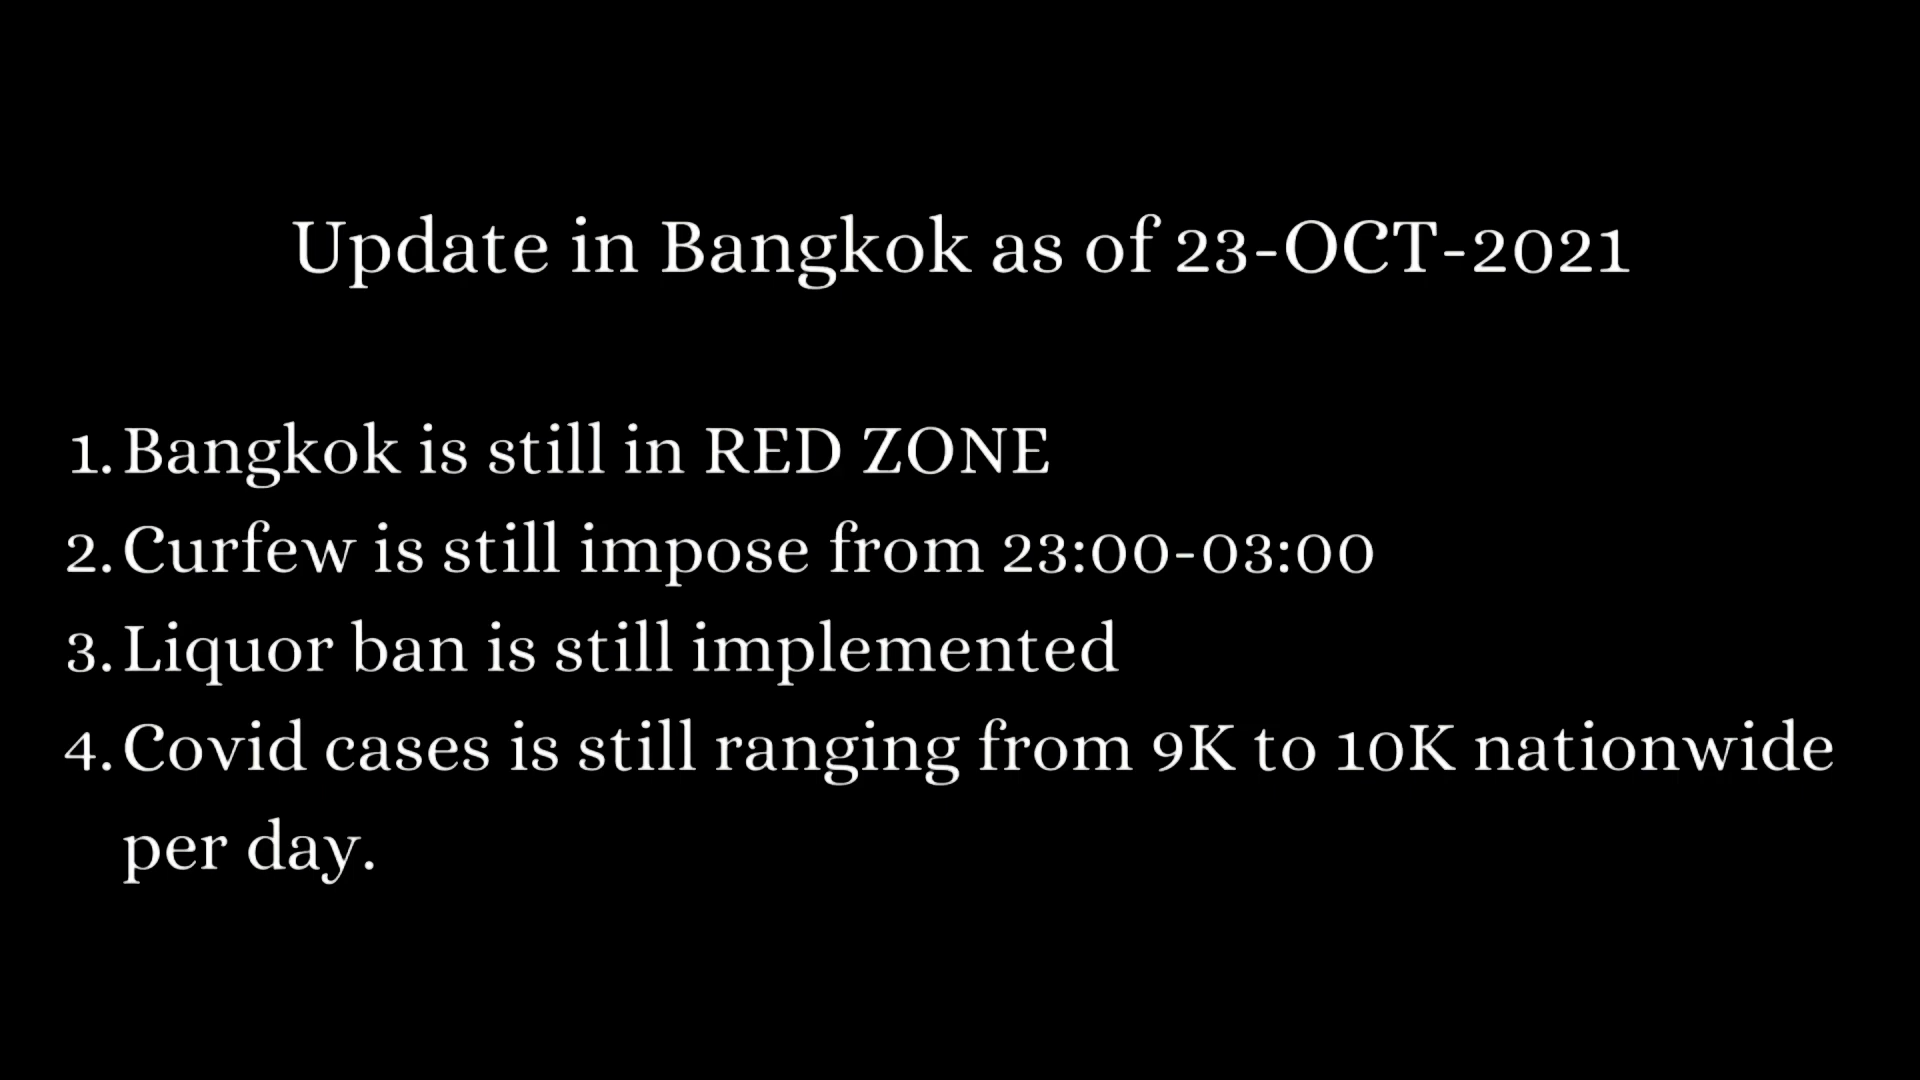 Update in Bangkok as of 23-OCT-2021
1. Bangkok is still in RED ZONE
2. Curfew is still impose from 23:00-03:00
3. Liquor ban is still implemented
4. Covid cases is still ranging from 9K to 10K nationwide
per day.